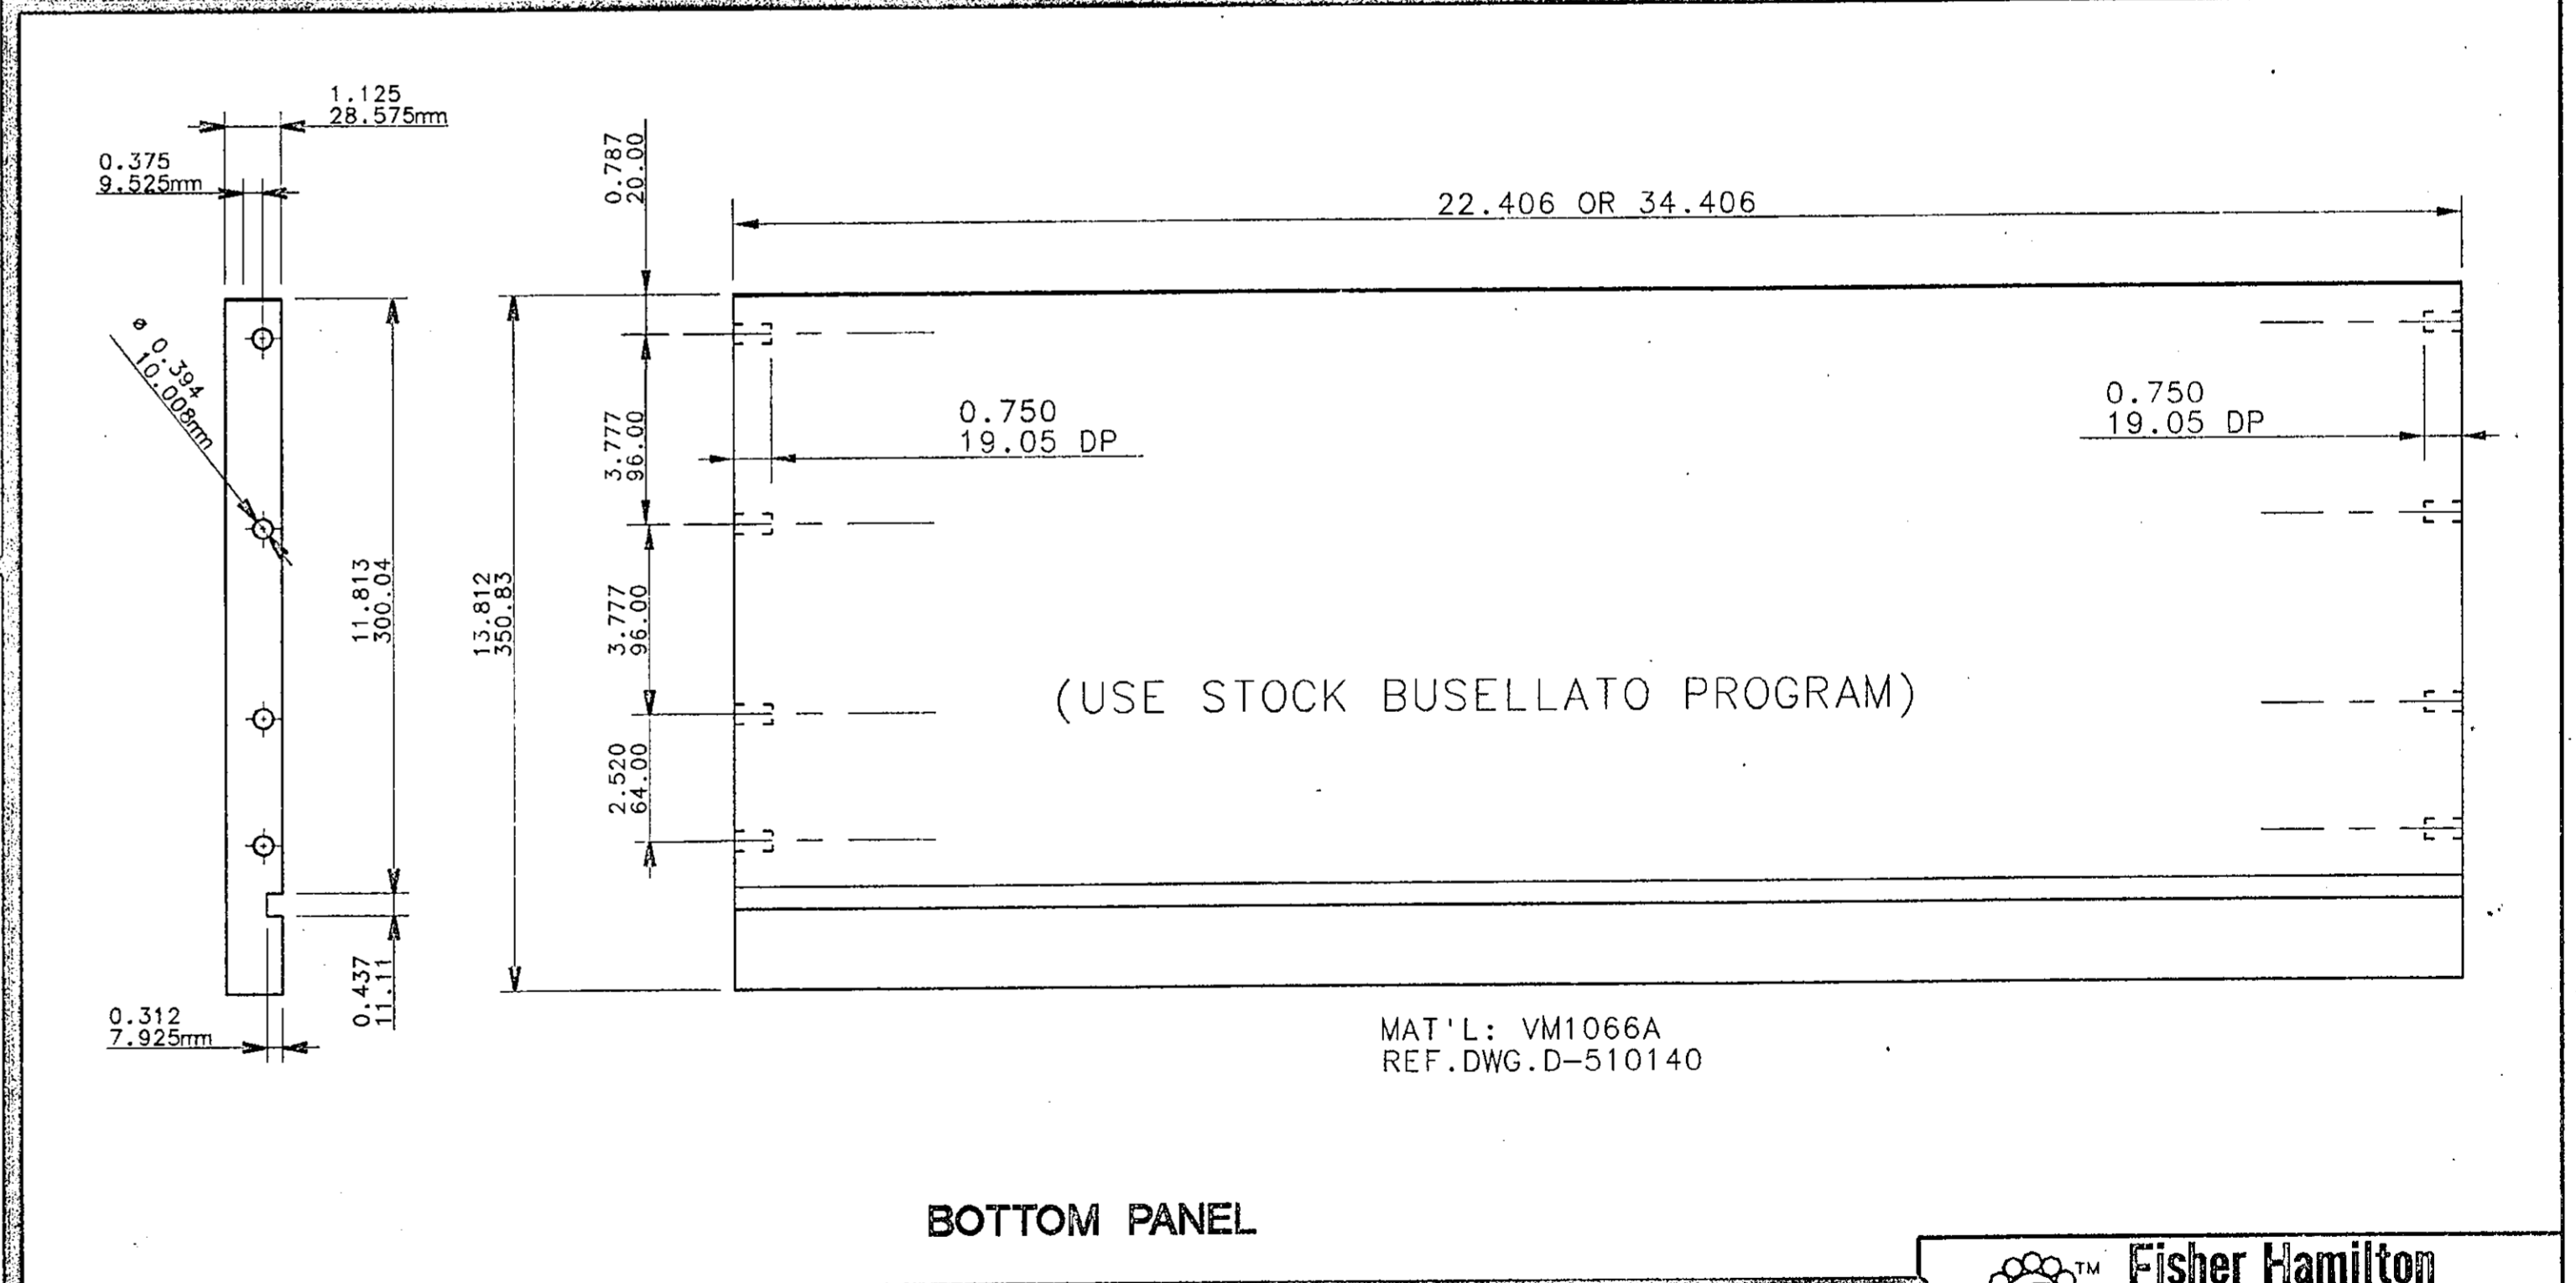 1.125
28.575mm
0.375
9.525mm
0.787
20.00
22.406 OR 34.406
ø 0.394
10.008mm
0.750
19.05 DP
0.750
19.05 DP
3.777
96.00
11.813
300.04
13.812
350.83
3.777
96.00
(USE STOCK BUSELLATO PROGRAM)
2.520
64.00
0.437
11.111
0.312
7.925mm
MAT'L: VM1066A
REF.DWG.D-510140
BOTTOM PANEL
TM
Fisher Hamilton